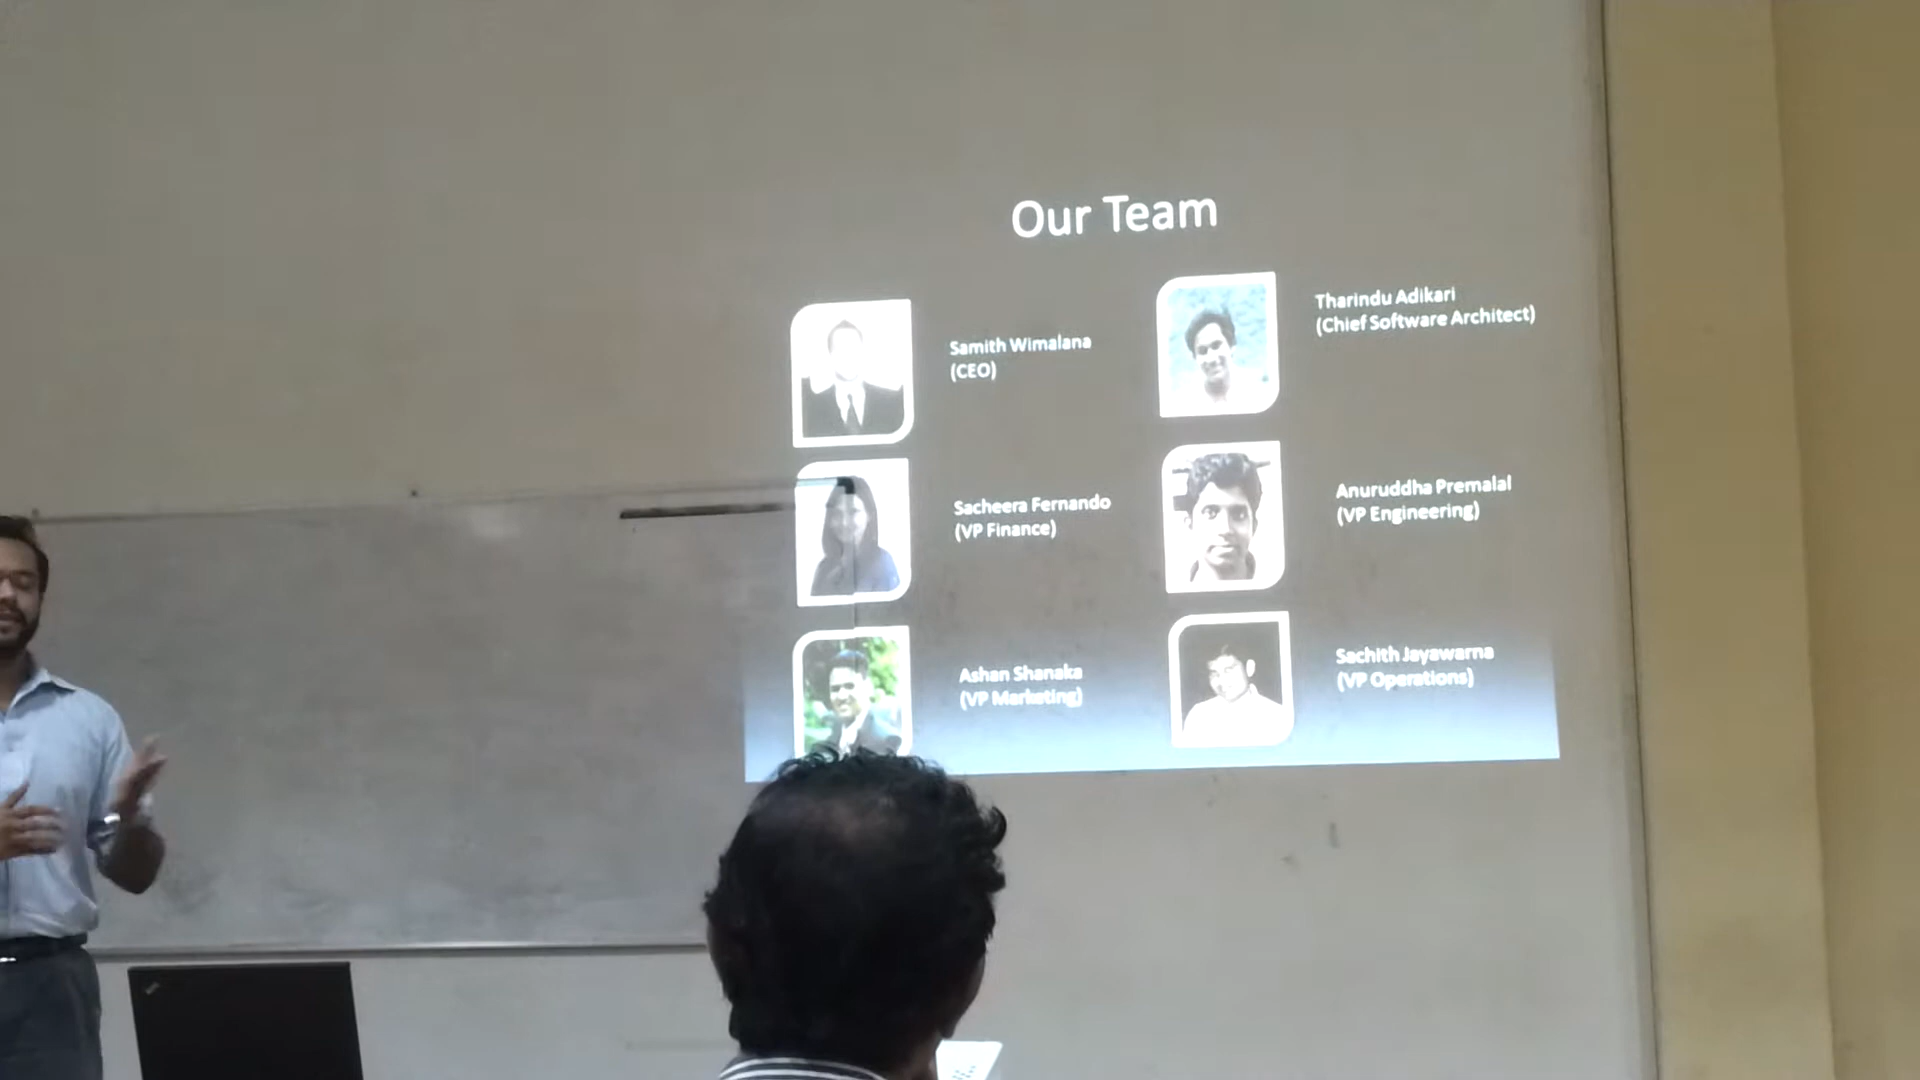 Our Team
Samith Wimalana
(CEO)
Tharindu Adikari
(Chief Software Architect)
Sacheera Fernando
(VP Finance)
Anuruddha Premalal
(VP Engineering)
Ashan Shanaka
(VP Marketing)
Sachith Jayawarna
(VP Operations)